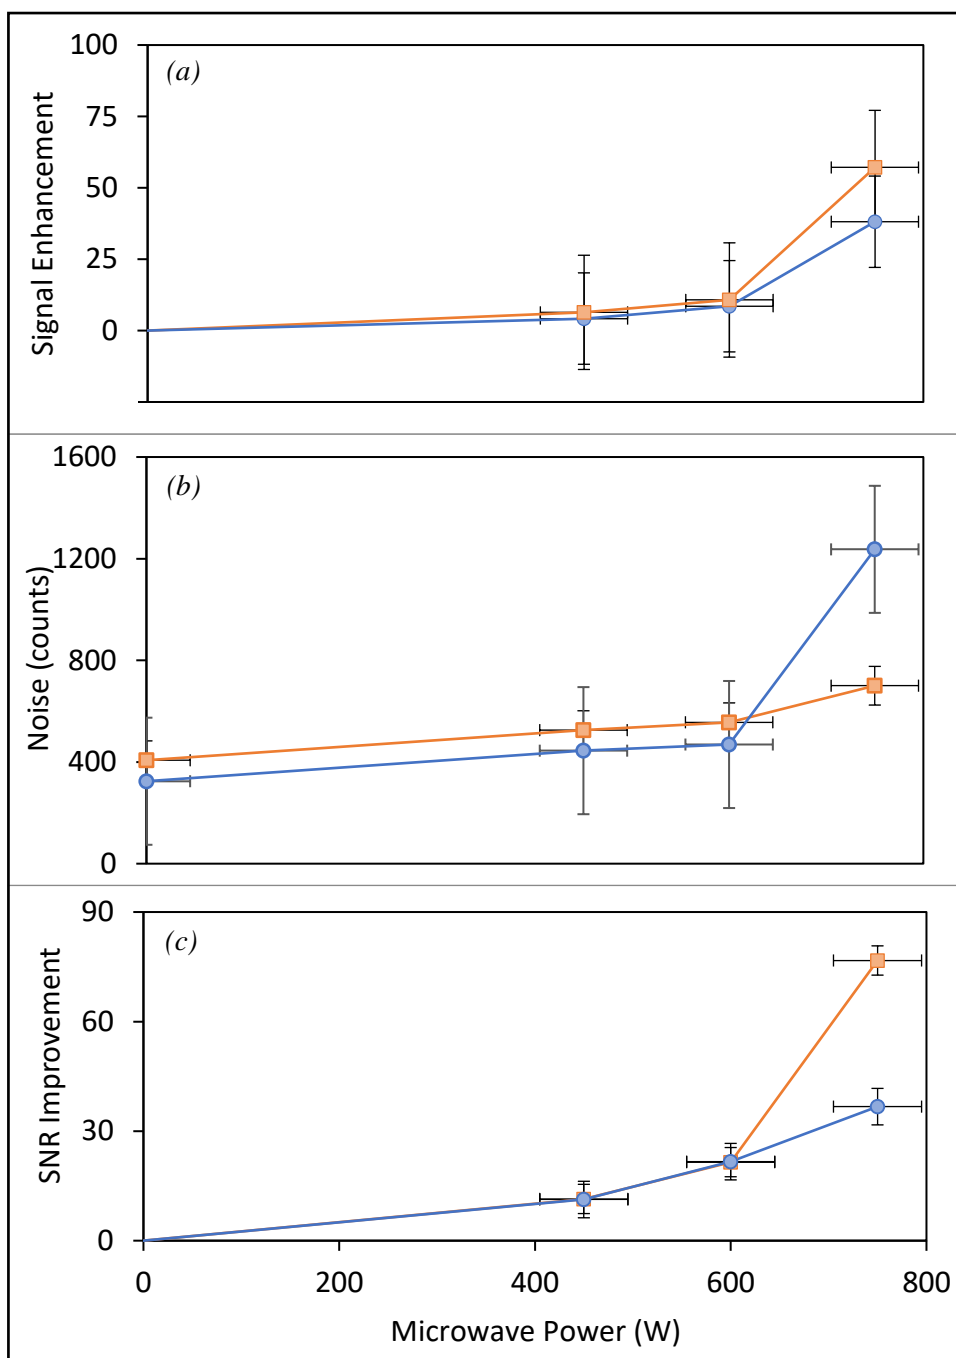 (a)
100
75
50
25
0
Signal Enhancement
(b)
1600
1200
800
400
0
Noise (counts)
(c)
90
60
30
0
SNR Improvement
0 200 400 600 800
Microwave Power (W)